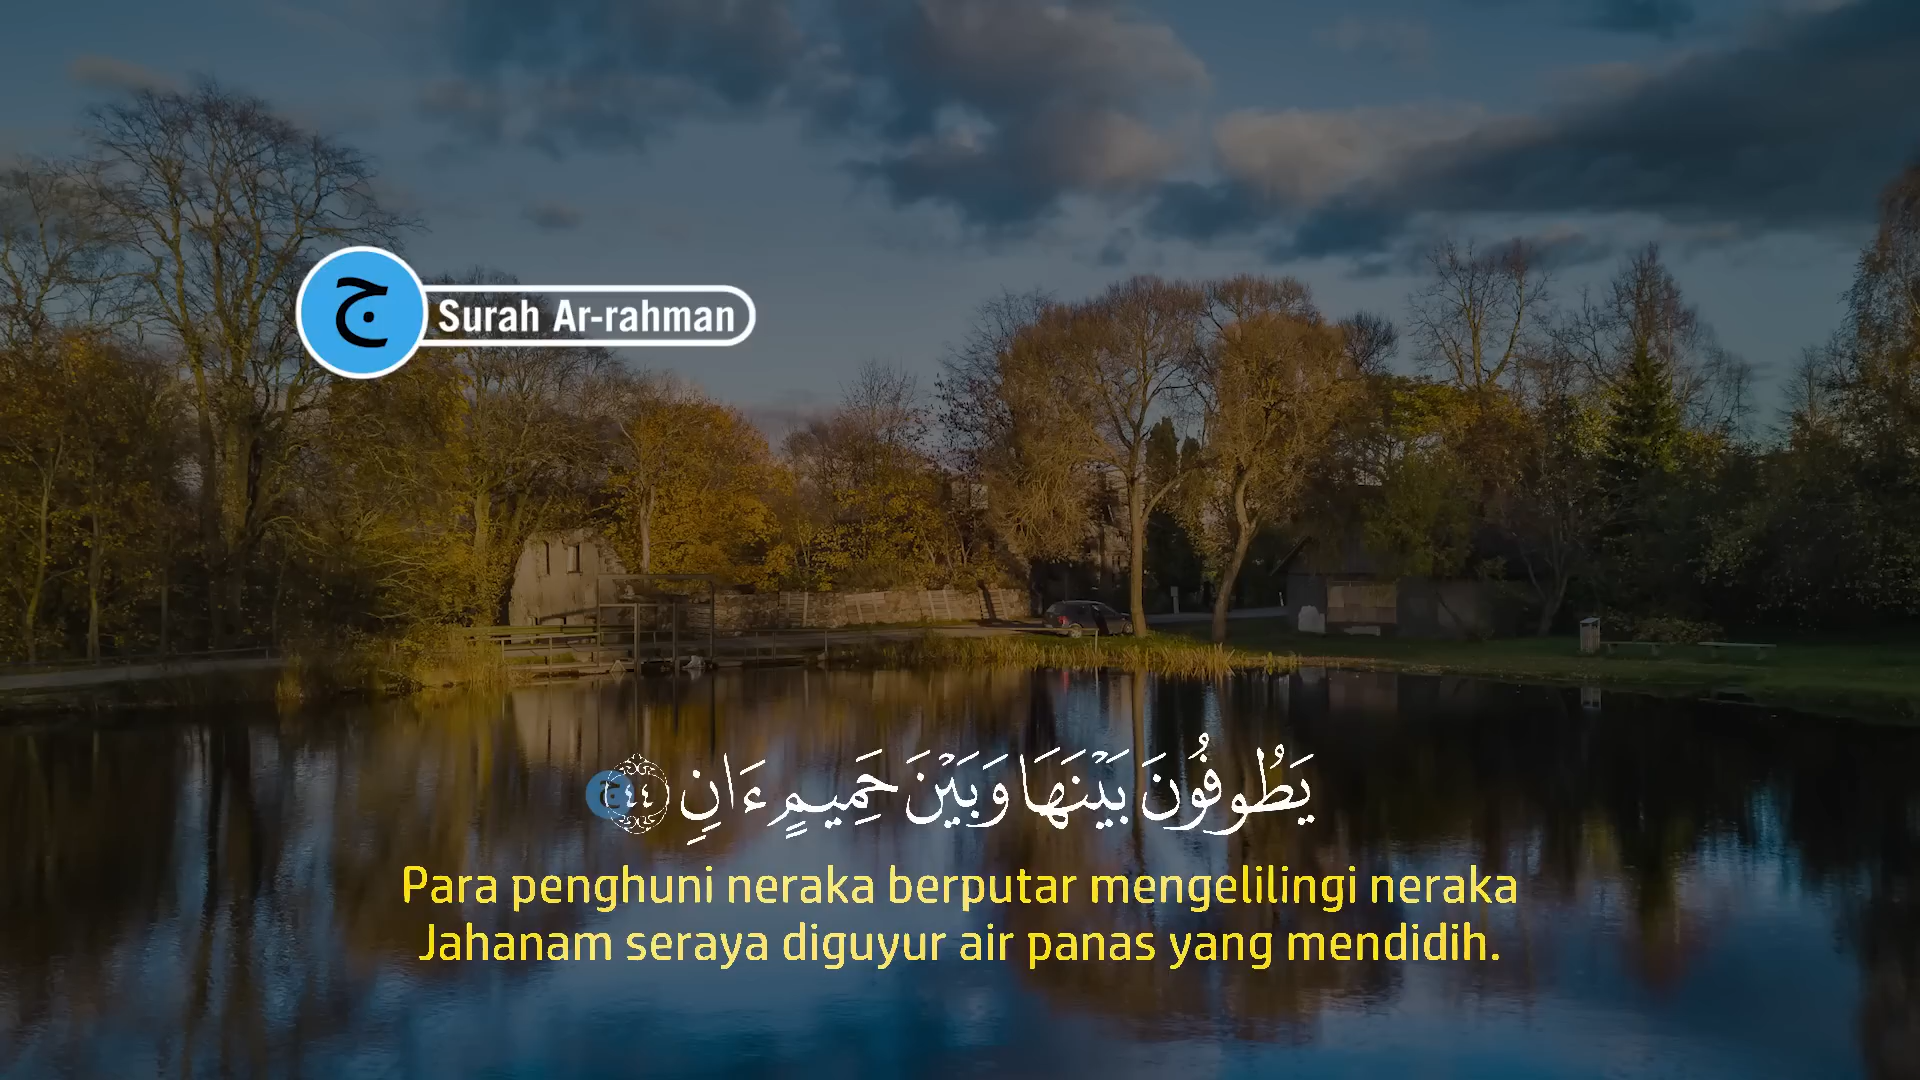 ج
Surah Ar-rahman
يَطُوفُونَ بَيْنَهَا وَبَيْنَ حَمِيمٍ ءَانٍ ٤٤
Para penghuni neraka berputar mengelilingi neraka
Jahanam seraya diguyur air panas yang mendidih.